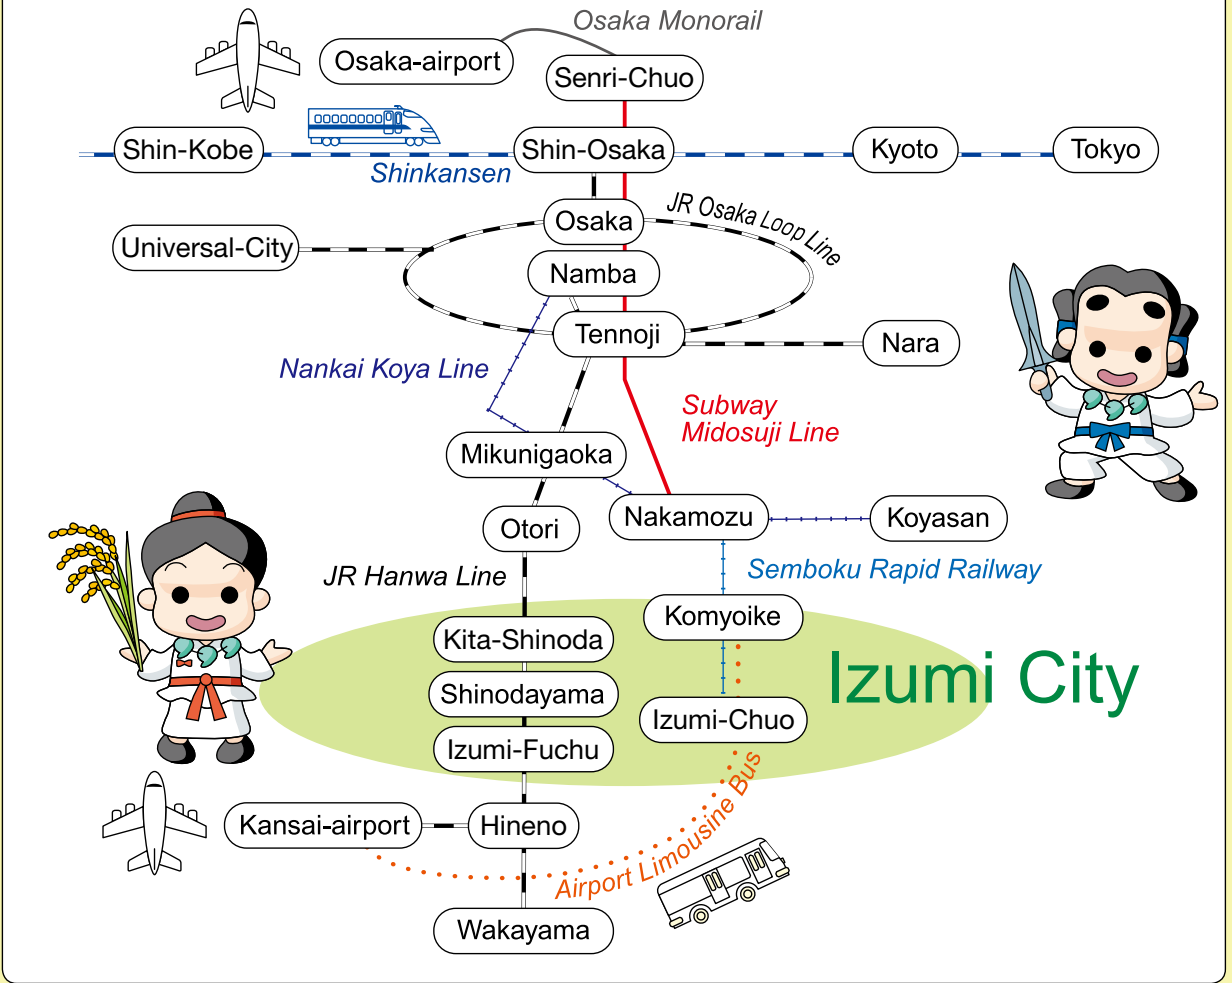 Osaka Monorail
Osaka-airport
Senri-Chuo
Shin-Kobe
Shin-Osaka
Kyoto
Tokyo
Shinkansen
Osaka
JR Osaka Loop Line
Universal-City
Namba
Tennoji
Nara
Nankai Koya Line
Subway
Midosuji Line
Mikunigaoka
Nakamozu
Koyasan
Otori
JR Hanwa Line
Semboku Rapid Railway
Komyoike
Kita-Shinoda
Izumi City
Shinodayama
Izumi-Chuo
Izumi-Fuchu
Kansai-airport
Hineno
Airport Limousine Bus
Wakayama